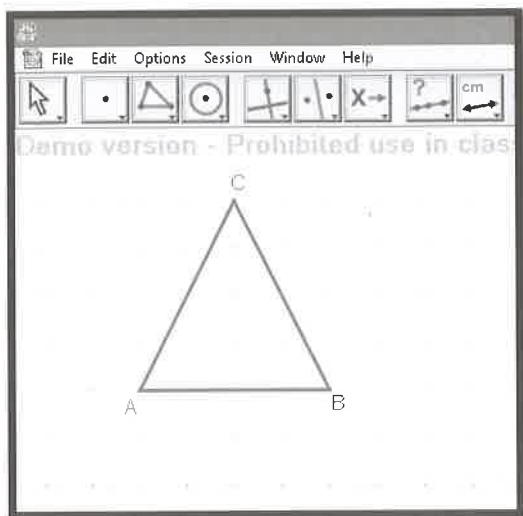 File Edit Options Session Window Help
? cm
X
Demo version - Prohibited use in clas
C
A B